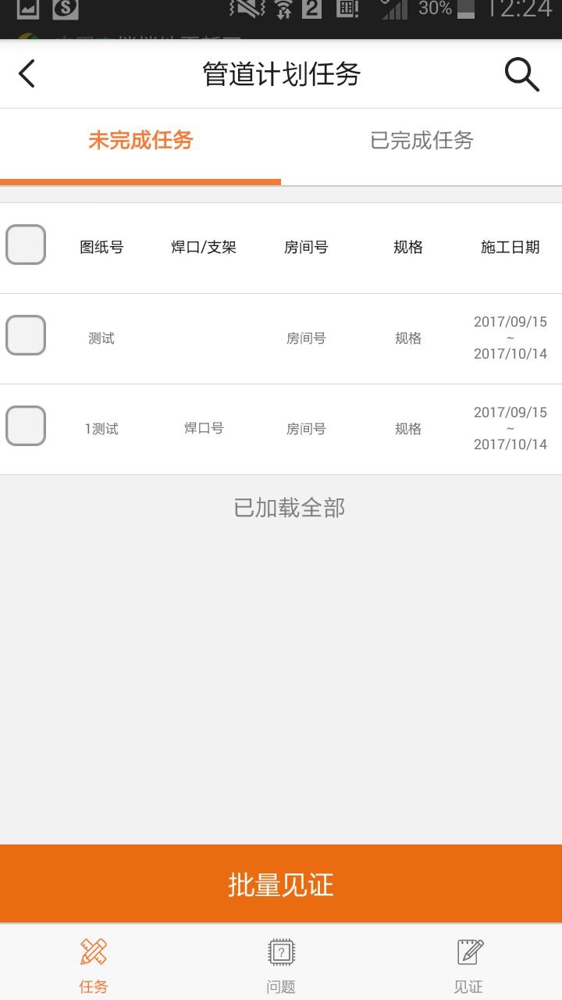 30% 12:24
管道计划任务
未完成任务 已完成任务
图纸号 焊口/支架 房间号 规格 施工日期
测试 房间号 规格 2017/09/15
~
2017/10/14
1测试 焊口号 房间号 规格 2017/09/15
~
2017/10/14
已加载全部
批量见证
任务 问题 见证